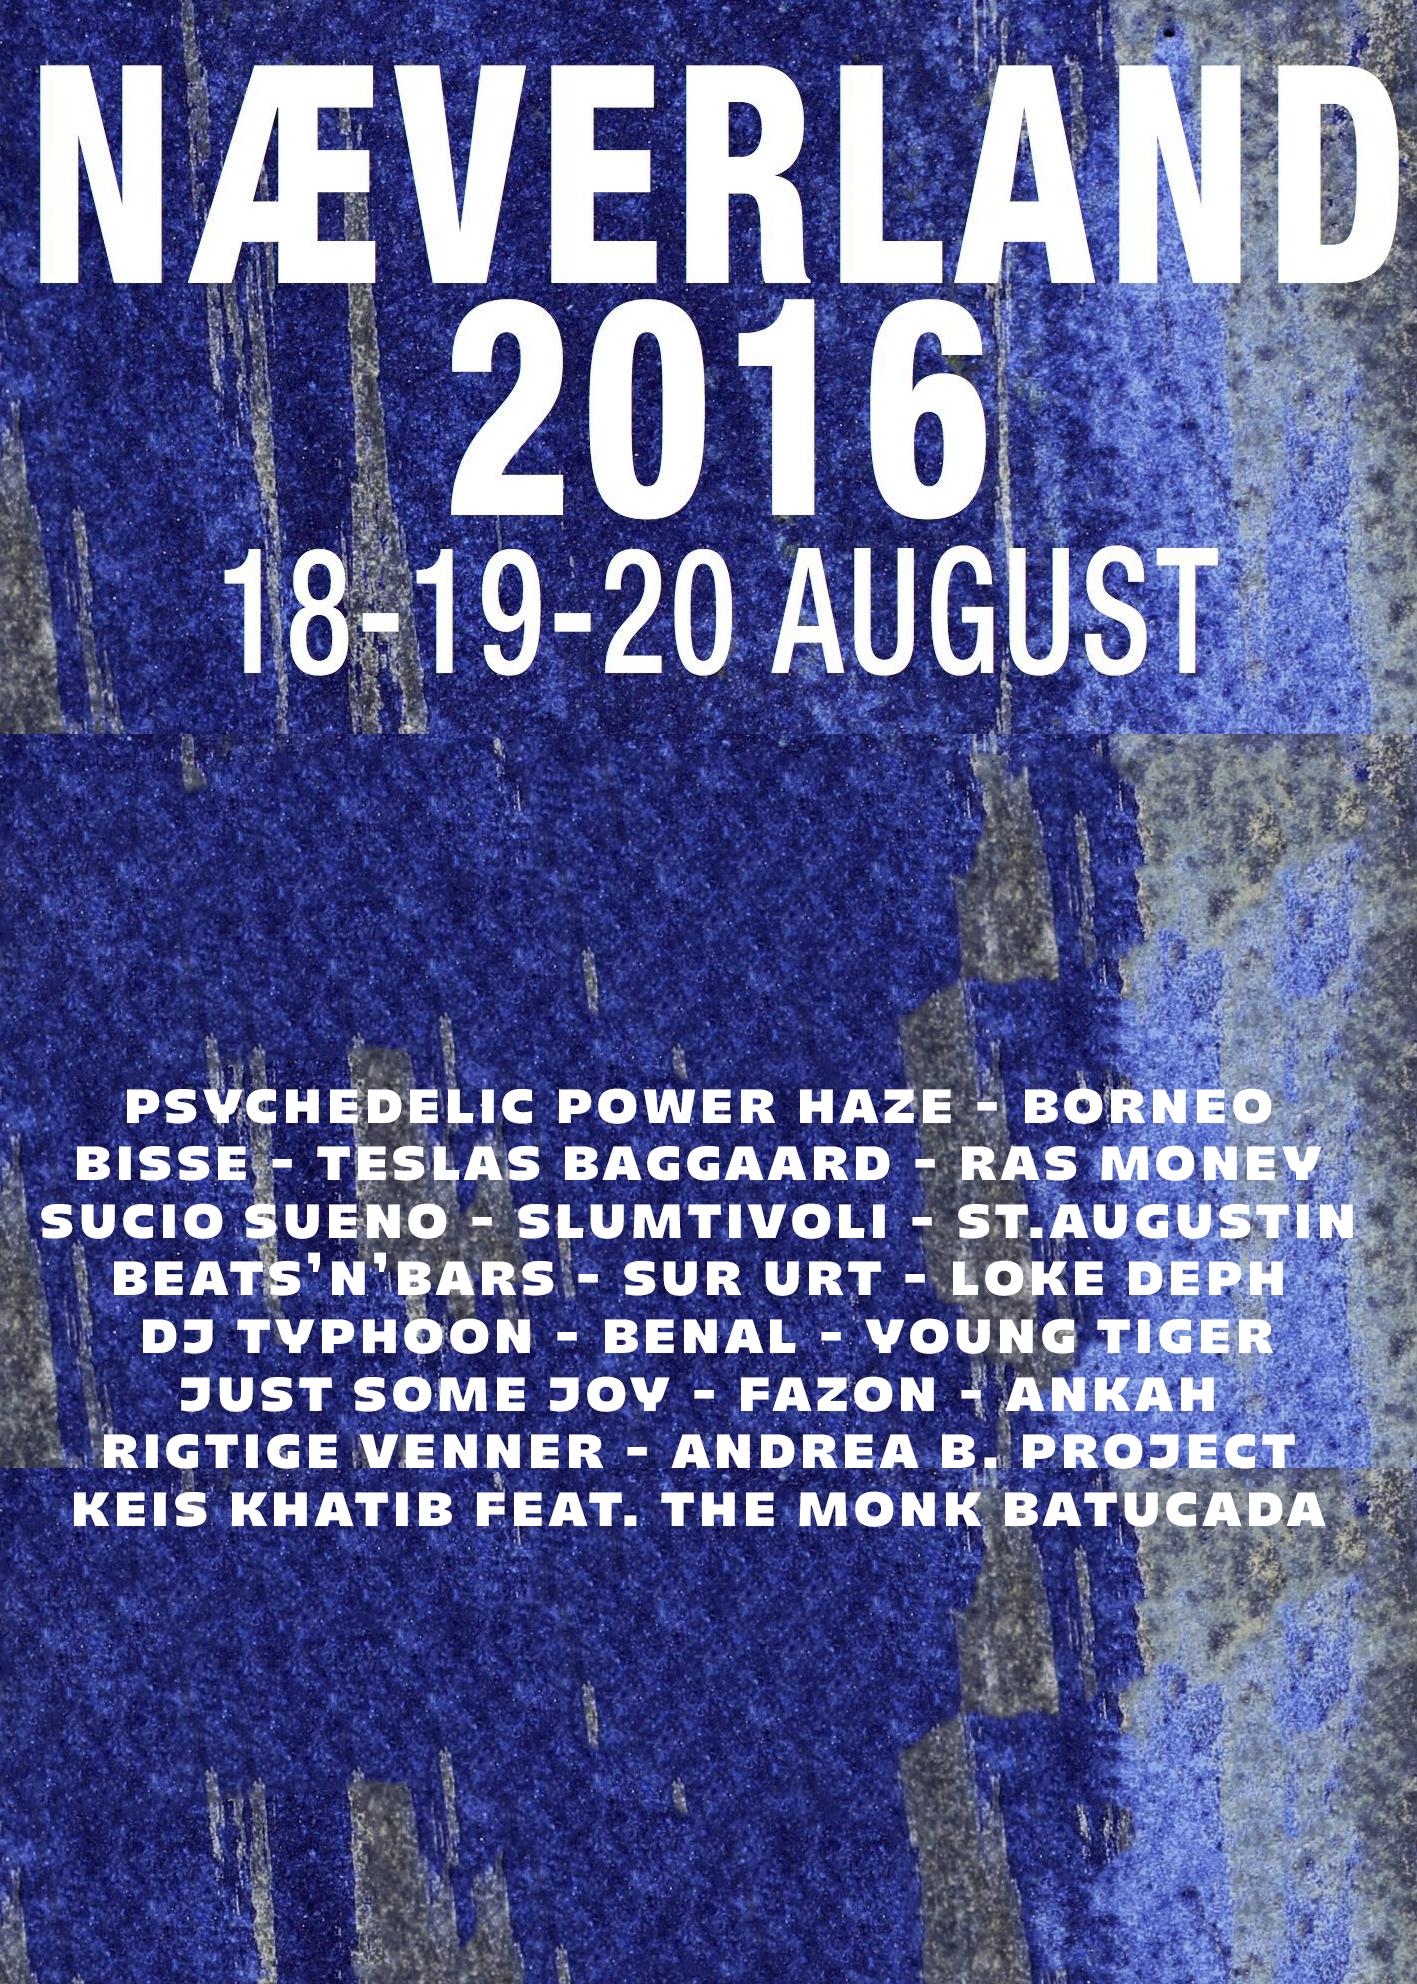 NÆVERLAND
2016
18-19-20 AUGUST
PSYCHEDELIC POWER HAZE - BORNEO
BISSE - TESLAS BAGGAARD - RAS MONEY
SUCIO SUENO - SLUMTIVOLI - ST.AUGUSTIN
BEATS'N'BARS - SUR URT - LOKE DEPH
DJ TYPHOON - BENAL - YOUNG TIGER
JUST SOME JOY - FAZON - ANKAH
RIGTIGE VENNER - ANDREA B. PROJECT
KEIS KHATIB FEAT. THE MONK BATUCADA